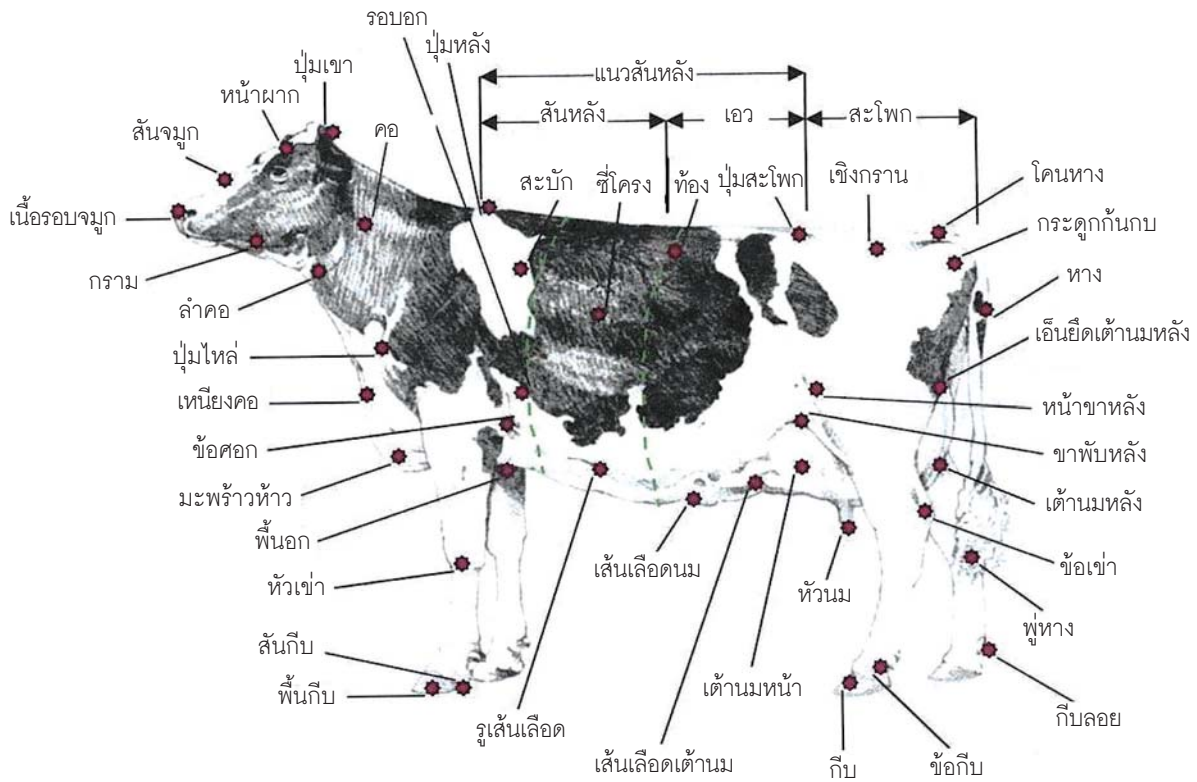 รอบอก
ปุ่มหลัง
ปุ่มเขา
แนวสันหลัง
หน้าผาก
สันหลัง
เอว
สะโพก
สันจมูก
คอ
สะบัก
ซี่โครง
ท้อง
ปุ่มสะโพก
เชิงกราน
โคนหาง
เนื้อรอบจมูก
กระดูกก้นกบ
กราม
หาง
ลำคอ
ปุ่มไหล่
เอ็นยึดเต้านมหลัง
เหนียงคอ
หน้าขาหลัง
ข้อศอก
ขาพับหลัง
มะพร้าวห้าว
เต้านมหลัง
พื้นอก
เส้นเลือดนม
ข้อเข่า
หัวเข่า
หัวนม
พู่หาง
สันกีบ
พื้นกีบ
เต้านมหน้า
กีบลอย
รูเส้นเลือด
เส้นเลือดเต้านม
กีบ
ข้อกีบ